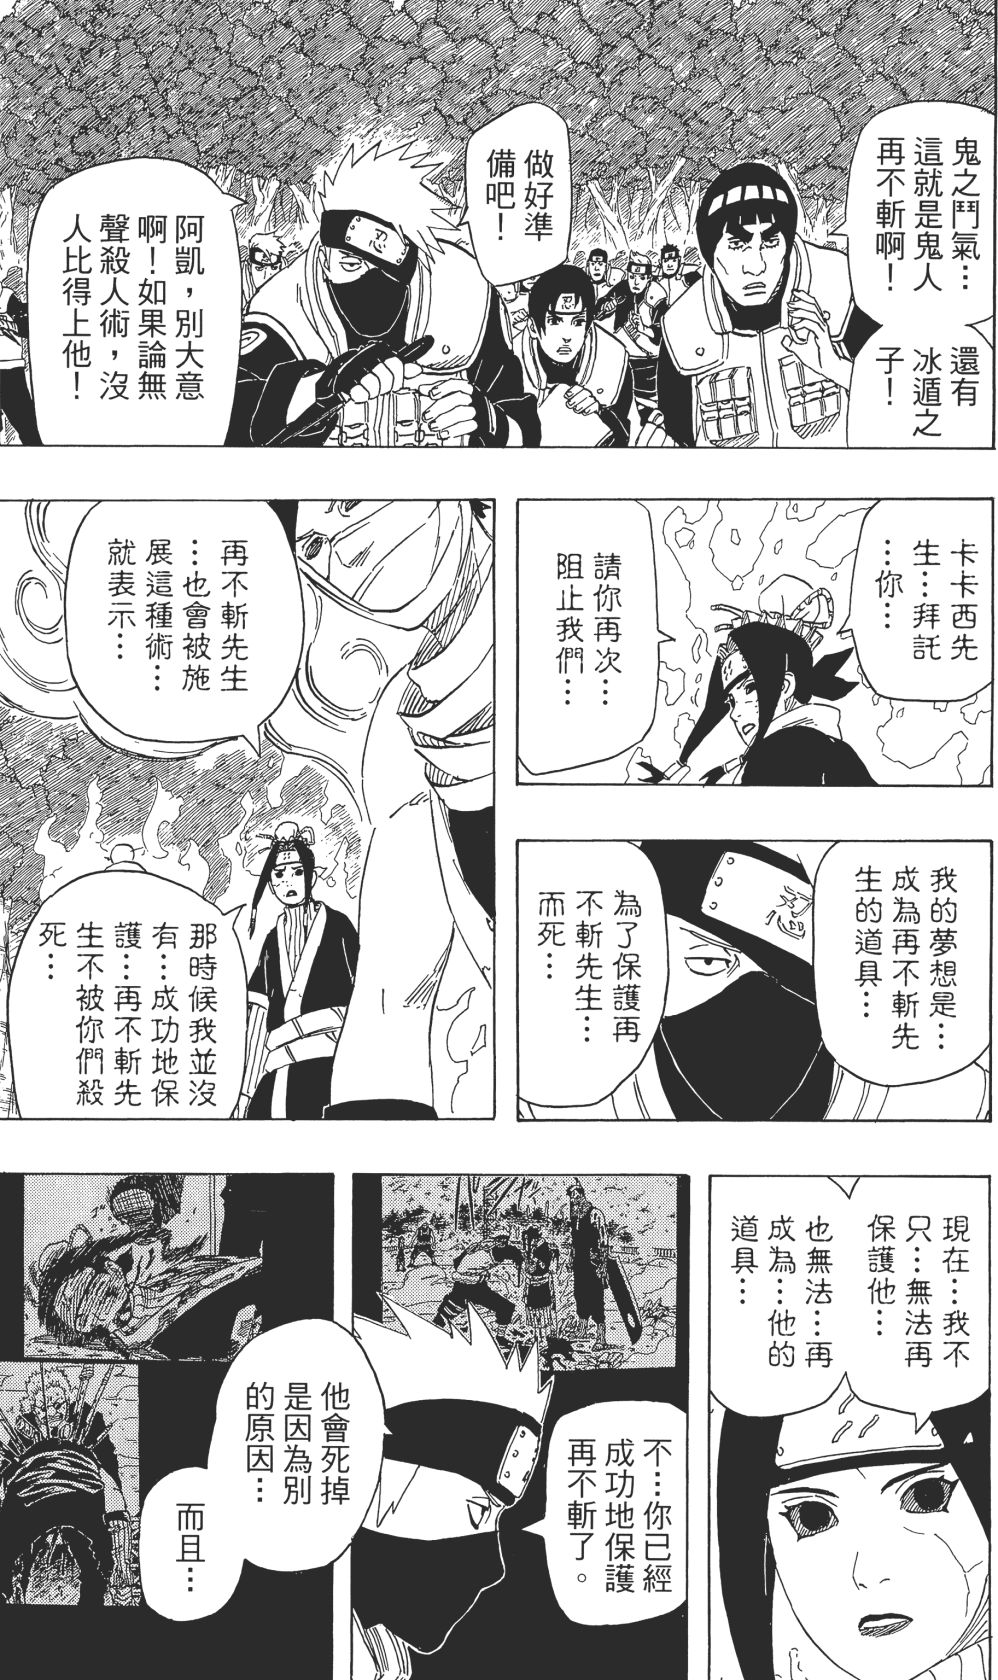 鬼之鬥氣…
這就是鬼人
再不斬啊！
還有
冰遁之
子！
做好準
備吧！
阿凱，別大意
啊！如果論無
聲殺人術，沒
人比得上他！
卡卡西先
生…拜託
…你…
請你再次…
阻止我們…
我的夢想是…
成為再不斬先
生的道具…
為了保護再
不斬先生…
而死…
再不斬先生
…也會被施
展這種術…
就表示…
那時候我並沒
有…成功地保
護…再不斬先
生不被你們殺
死…
現在…我不
只…無法再
保護他…
也無法…再
成為…他的
道具…
不…你已經
成功地保護
再不斬了。
他會死掉
是因為別
的原因…
而且…